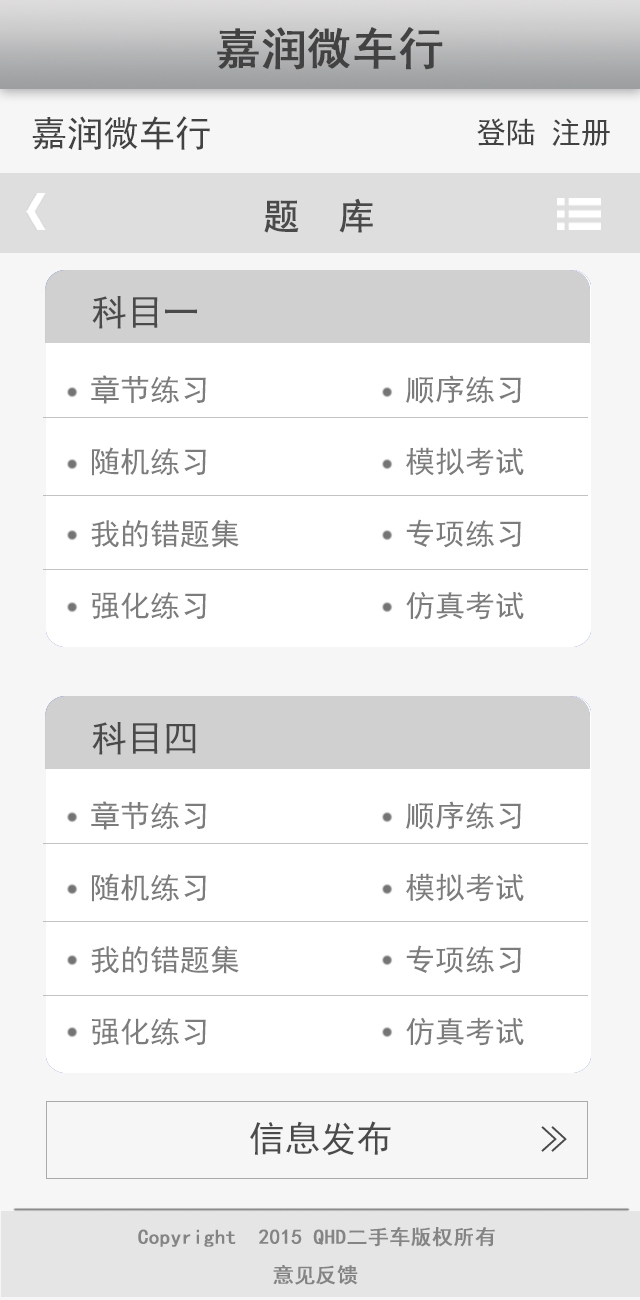 嘉润微车行
嘉润微车行 登陆 注册
题 库
科目一
章节练习 顺序练习
随机练习 模拟考试
我的错题集 专项练习
强化练习 仿真考试
科目四
章节练习 顺序练习
随机练习 模拟考试
我的错题集 专项练习
强化练习 仿真考试
信息发布
Copyright 2015 QHD二手车版权所有
意见反馈